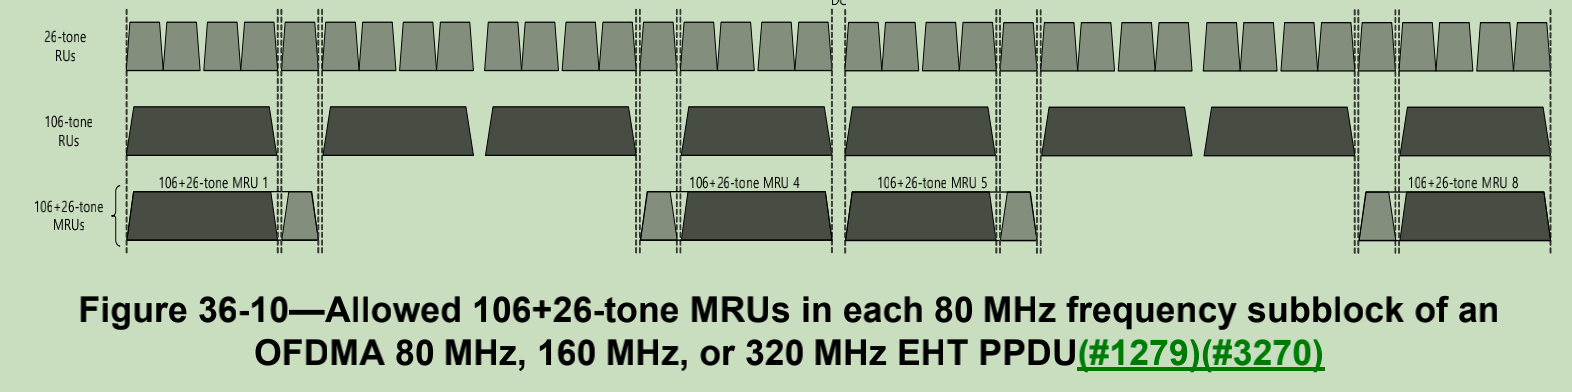 DC
26-tone
RUs
106-tone
RUs
106+26-tone MRU 1
106+26-tone MRU 4
106+26-tone MRU 5
106+26-tone MRU 8
106+26-tone
MRUs
Figure 36-10—Allowed 106+26-tone MRUs in each 80 MHz frequency subblock of an
OFDMA 80 MHz, 160 MHz, or 320 MHz EHT PPDU(#1279)(#3270)